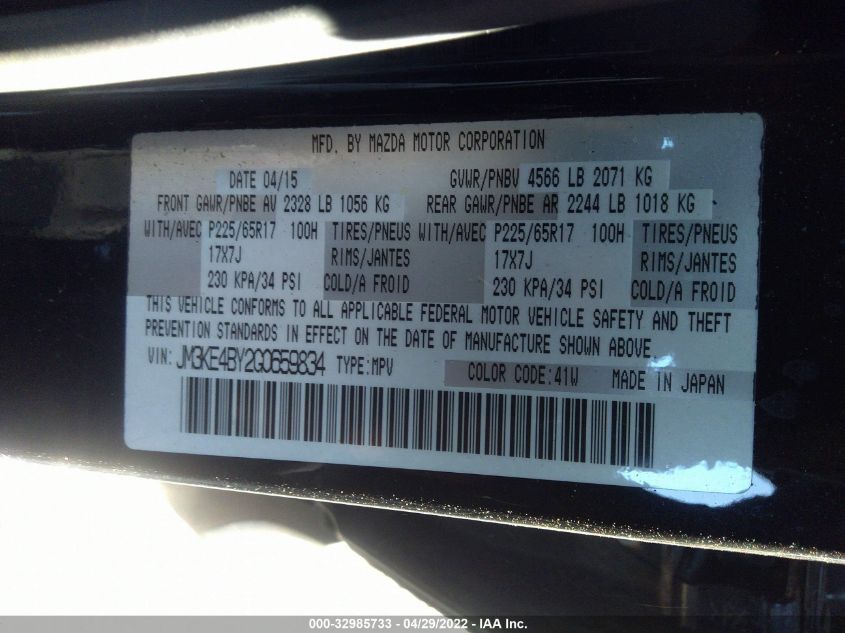 MFD. BY MAZDA MOTOR CORPORATION
DATE 04/15 GVWR/PNBV 4566 LB 2071 KG
FRONT GAWR/PNBE AV 2328 LB 1056 KG REAR GAWR/PNBE AR 2244 LB 1018 KG
WITH/AVEC P225/65R17 100H TIRES/PNEUS WITH/AVEC P225/65R17 100H TIRES/PNEUS
17X7J RIMS/JANTES 17X7J RIMS/JANTES
230 KPA/34 PSI COLD/A FROID 230 KPA/34 PSI COLD/A FROID
THIS VEHICLE CONFORMS TO ALL APPLICABLE FEDERAL MOTOR VEHICLE SAFETY AND THEFT
PREVENTION STANDARDS IN EFFECT ON THE DATE OF MANUFACTURE SHOWN ABOVE.
VIN: JM3KE4BY2G0659834 TYPE:MPV COLOR CODE:41W MADE IN JAPAN
000-32985733 - 04/29/2022 - IAA Inc.